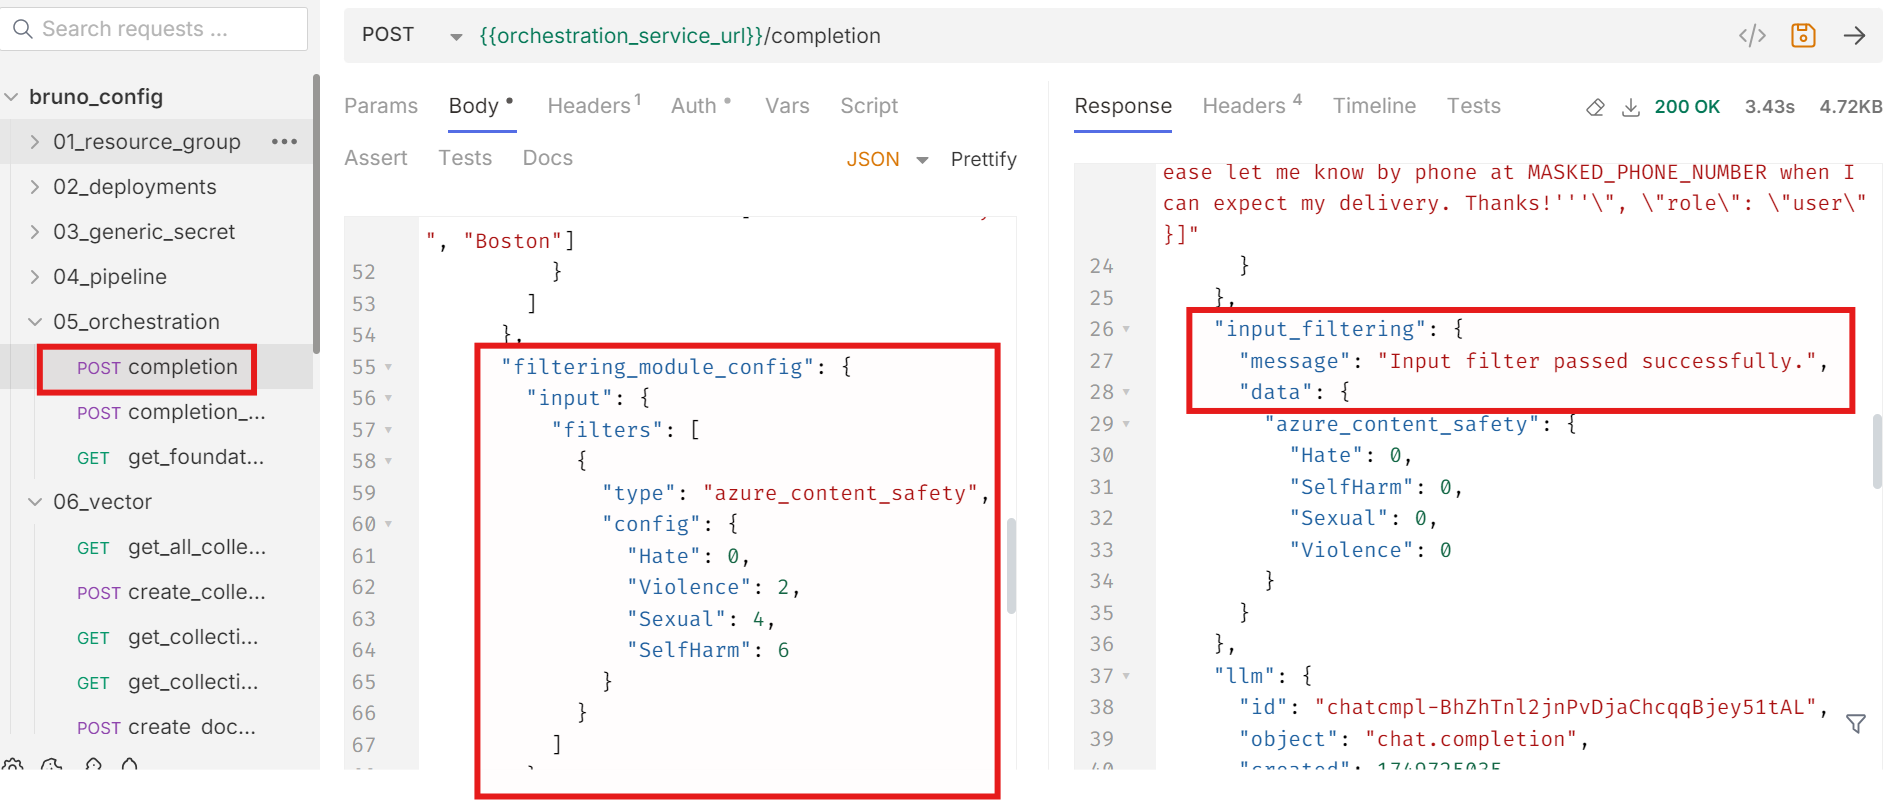 Search requests ...
bruno_config
01_resource_group
02_deployments
03_generic_secret
04_pipeline
05_orchestration
POST completion
POST completion_...
GET get_foundat...
06_vector
GET get_all_colle...
POST create_colle...
GET get_collecti...
GET get_collecti...
POST create doc...
POST {{orchestration_service_url}}/completion
Params Body Headers 1 Auth Vars Script
Assert Tests Docs JSON Prettify
", "Boston"]
52 }
53 ]
54 },
55 "filtering_module_config": {
56 "input": {
57 "filters": [
58 {
59 "type": "azure_content_safety",
60 "config": {
61 "Hate": 0,
62 "Violence": 2,
63 "Sexual": 4,
64 "SelfHarm": 6
65 }
66 }
67 ]
Response Headers 4 Timeline Tests 200 OK 3.43s 4.72KB
ease let me know by phone at MASKED_PHONE_NUMBER when I
can expect my delivery. Thanks!'''\", \"role\": \"user\"
}]"
24 }
25 },
26 "input_filtering": {
27 "message": "Input filter passed successfully.",
28 "data": {
29 "azure_content_safety": {
30 "Hate": 0,
31 "SelfHarm": 0,
32 "Sexual": 0,
33 "Violence": 0
34 }
35 }
36 },
37 "llm": {
38 "id": "chatcmpl-BhZhTnl2jnPvDjaChcqqBjey51tAL",
39 "object": "chat.completion",
40 "created": 1749725035